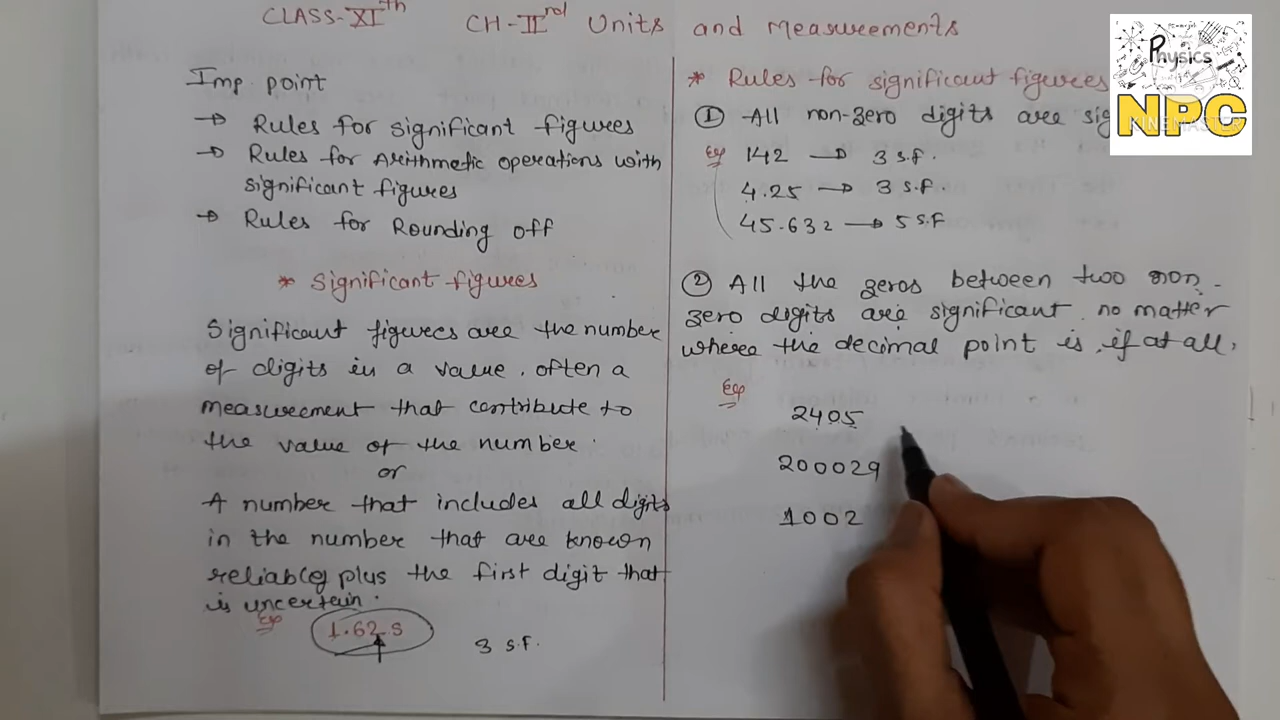 CLASS-XIth CH-IIrd Units and Measurements
Imp. point
→ Rules for significant figures
→ Rules for Arithmetic operations with
significant figures
→ Rules for Rounding off
* Significant figures
Significant figures are the number
of digits in a value, often a
measurement that contribute to
the value of the number.
or
A number that includes all digits
in the number that are known
reliably plus the first digit that
is uncertain.
Eg
1.62 s 3 s.f.
* Rules for significant figures
① All non-zero digits are sig
Eg 142 → 3 s.f.
4.25 → 3 s.f.
45.632 → 5 s.f
② All the zeros between two non-
zero digits are significant no matter
where the decimal point is, if at all.
Eg
2405
200029
1002
Physics
NPC
KINEMASTER